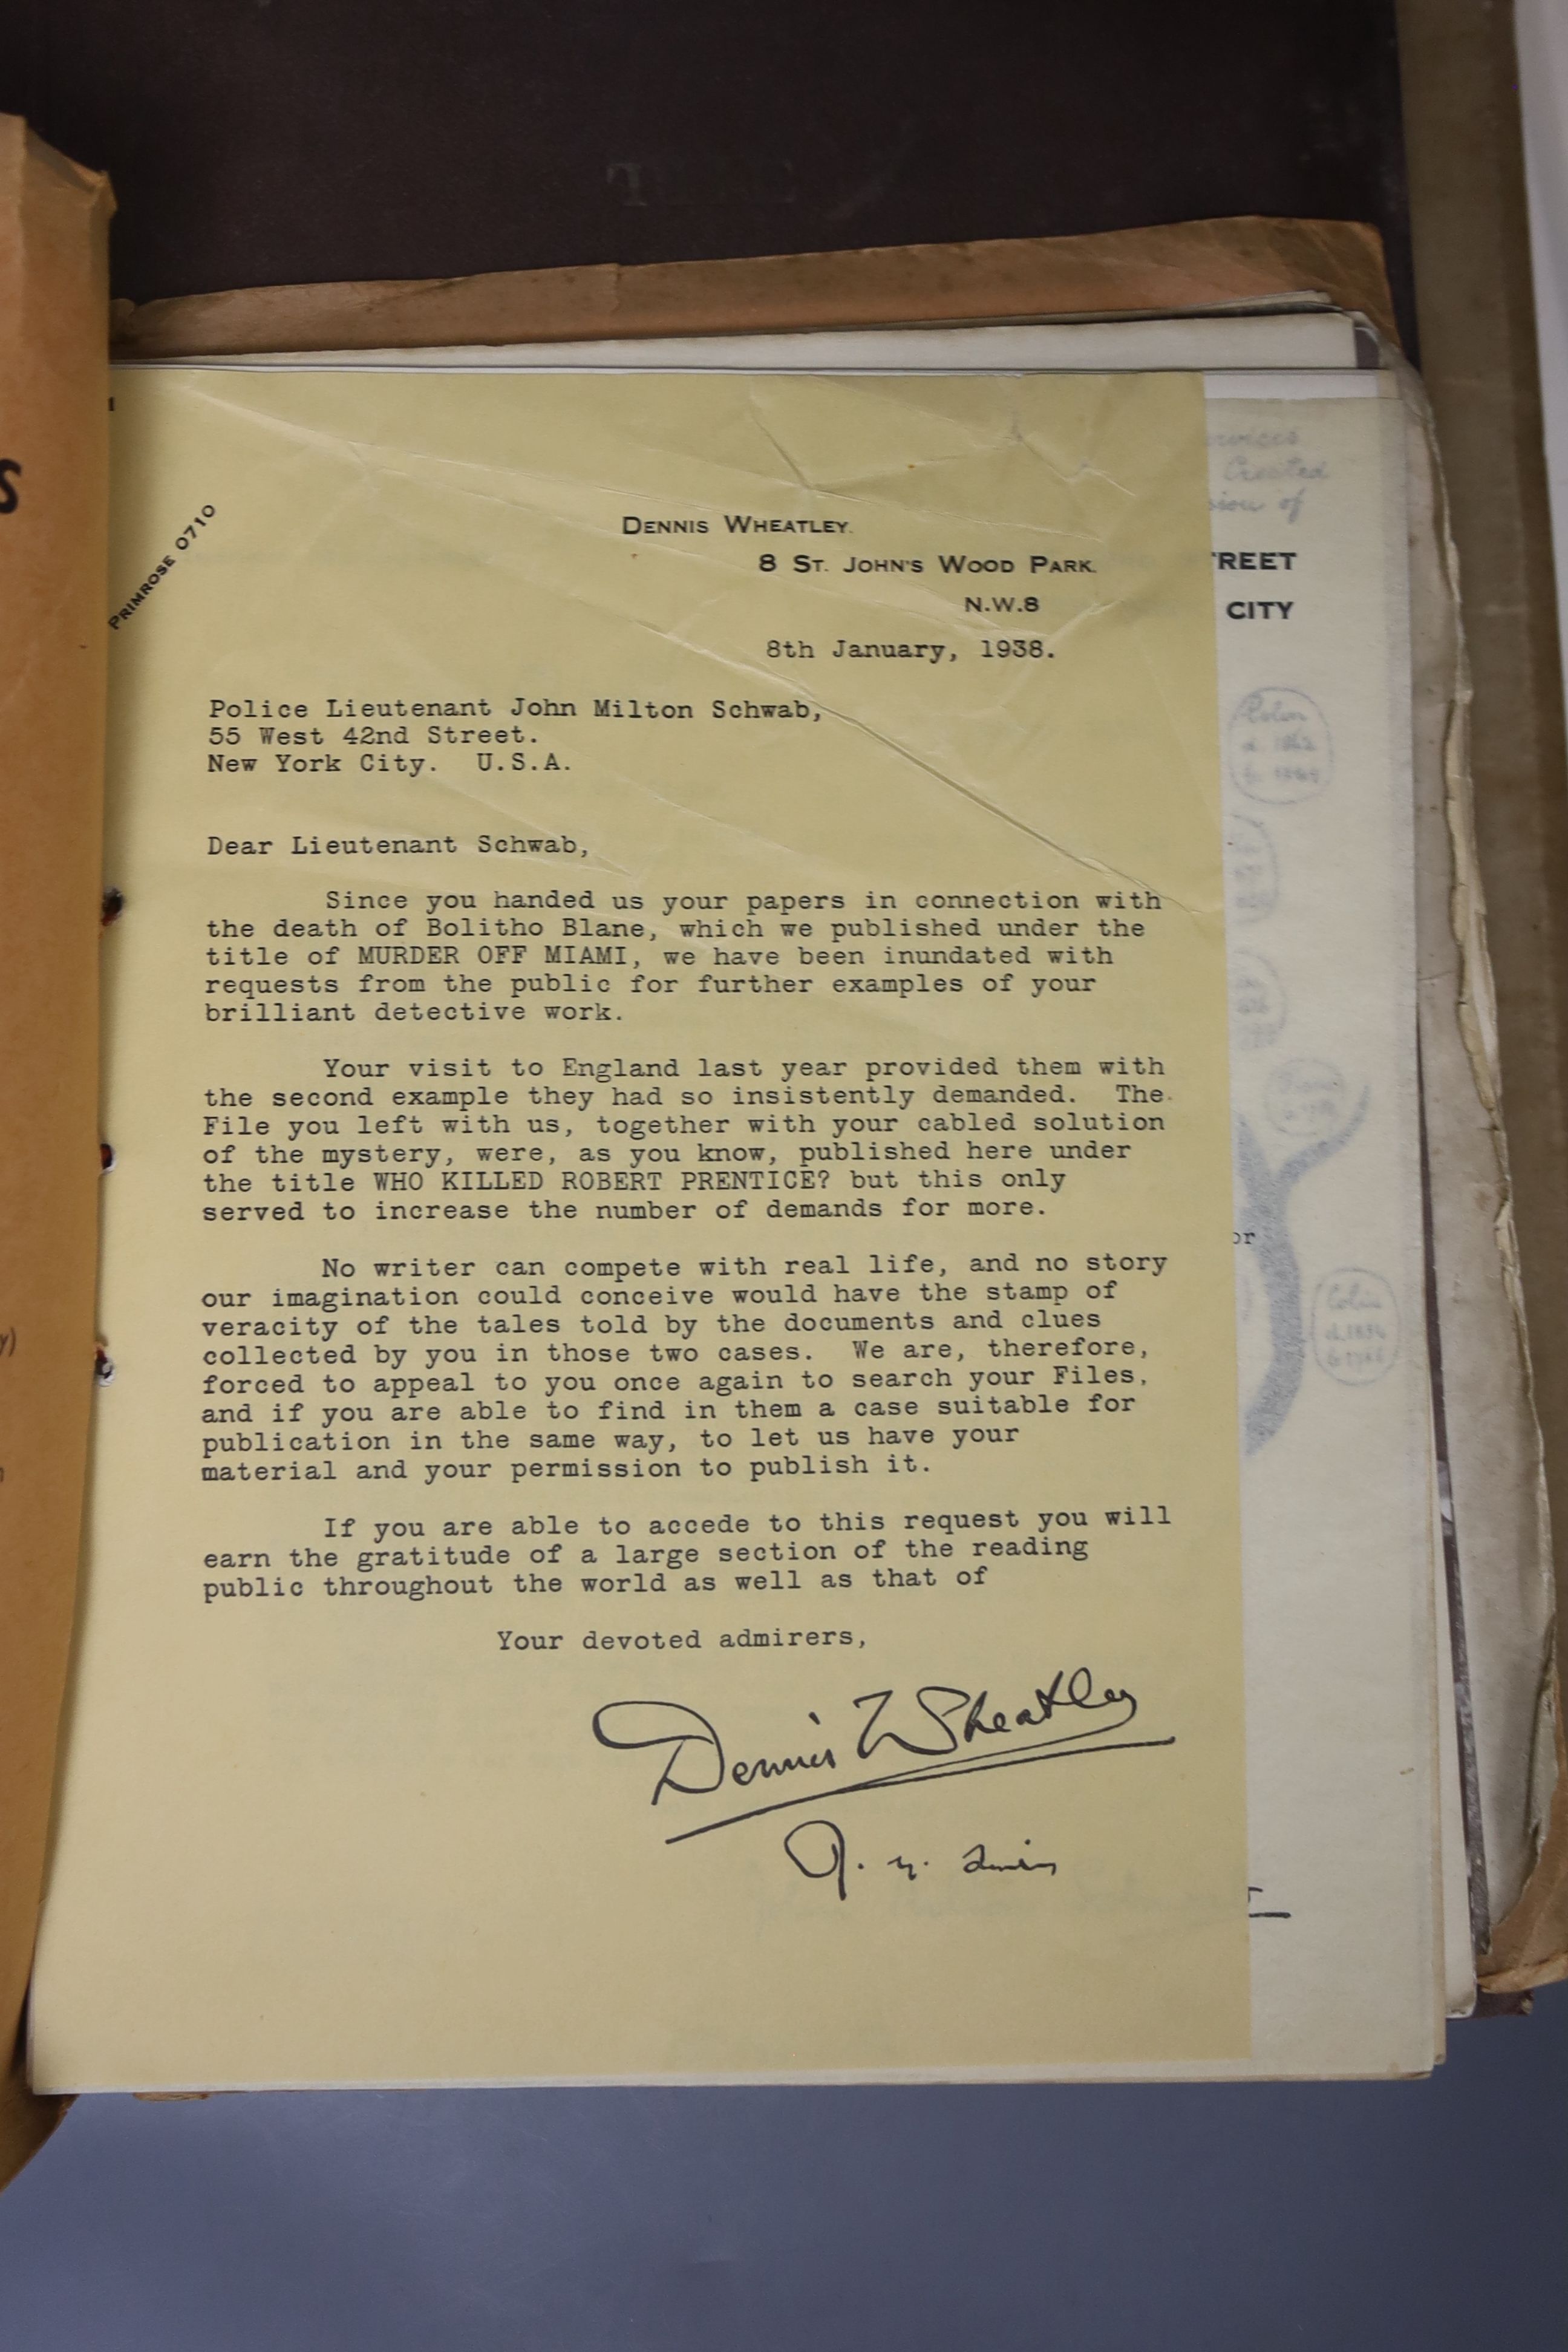 PRIMROSE 0710
DENNIS WHEATLEY.
8 ST. JOHN'S WOOD PARK.
N.W.8
8th January, 1938.
Police Lieutenant John Milton Schwab,
55 West 42nd Street.
New York City. U.S.A.
Dear Lieutenant Schwab,
Since you handed us your papers in connection with
the death of Bolitho Blane, which we published under the
title of MURDER OFF MIAMI, we have been inundated with
requests from the public for further examples of your
brilliant detective work.
Your visit to England last year provided them with
the second example they had so insistently demanded. The
File you left with us, together with your cabled solution
of the mystery, were, as you know, published here under
the title WHO KILLED ROBERT PRENTICE? but this only
served to increase the number of demands for more.
No writer can compete with real life, and no story
our imagination could conceive would have the stamp of
veracity of the tales told by the documents and clues
collected by you in those two cases. We are, therefore,
forced to appeal to you once again to search your Files,
and if you are able to find in them a case suitable for
publication in the same way, to let us have your
material and your permission to publish it.
If you are able to accede to this request you will
earn the gratitude of a large section of the reading
public throughout the world as well as that of
Your devoted admirers,
Dennis Wheatley
Created
of
TREET
CITY
or
Colin